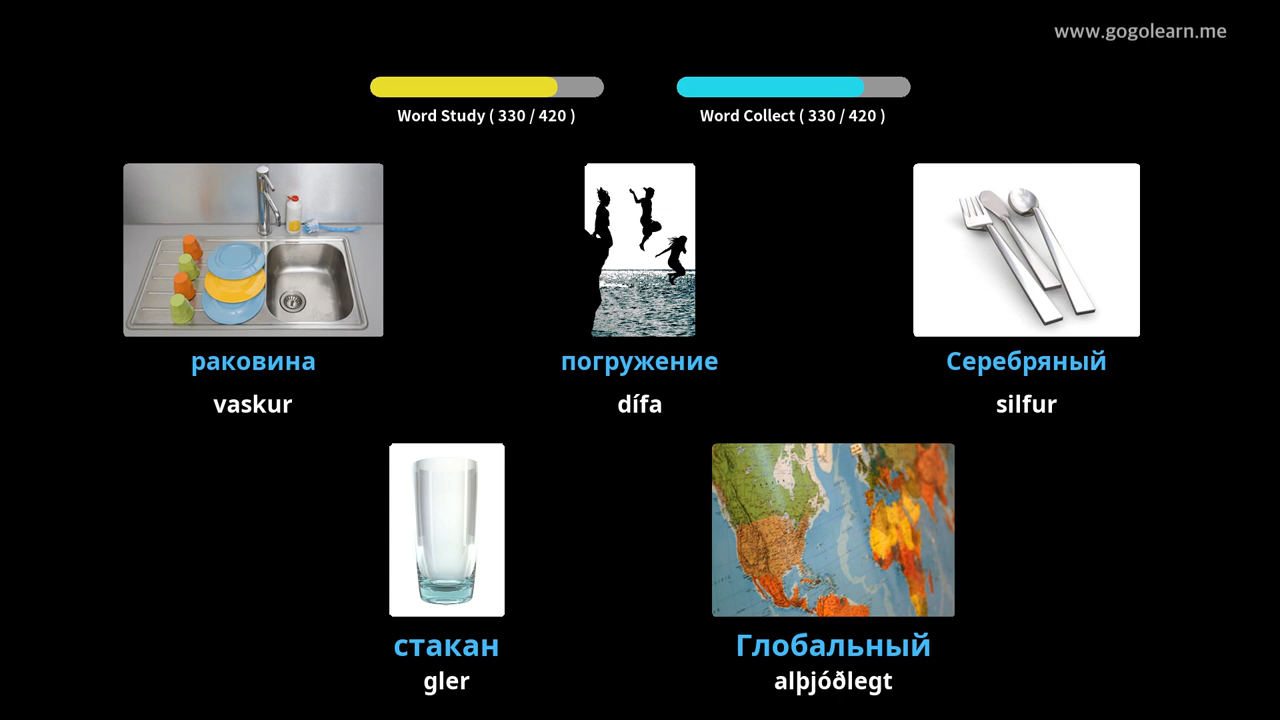 www.gogolearn.me
Word Study ( 330 / 420 )
Word Collect ( 330 / 420 )
раковина
погружение
Серебряный
vaskur
dífa
silfur
стакан
Глобальный
gler
alþjóðlegt